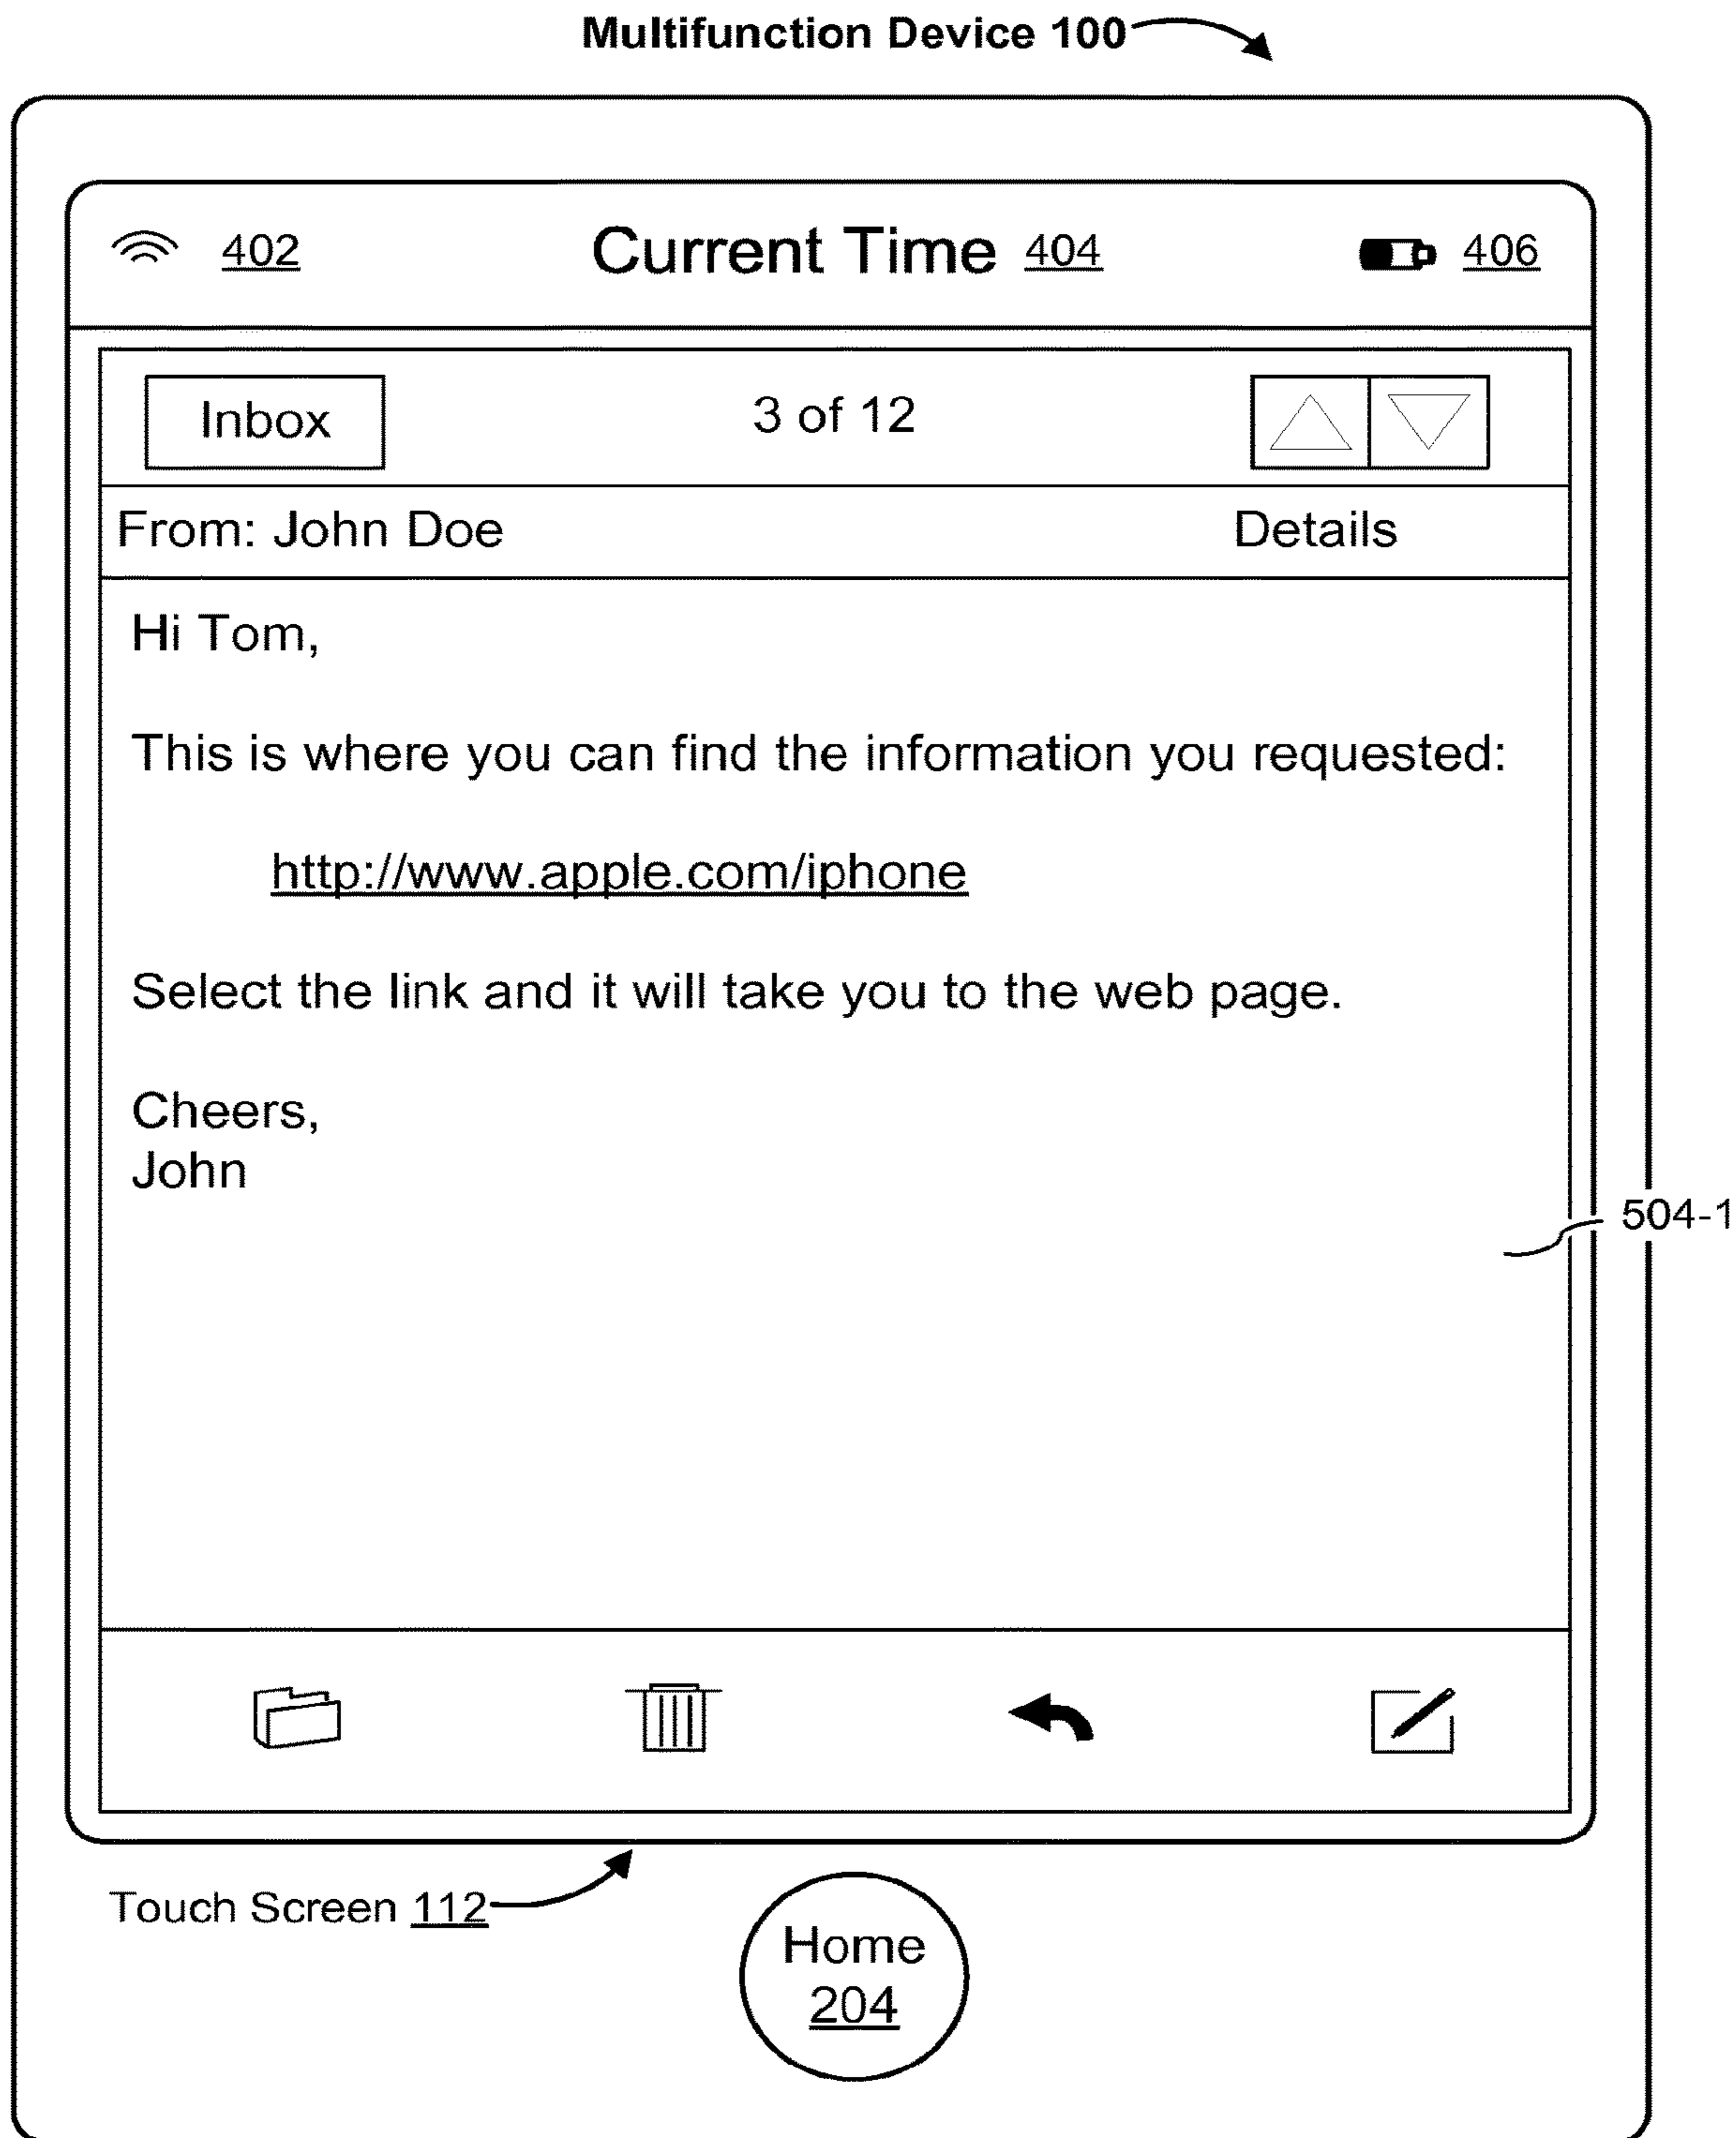 Multifunction Device 100
402 Current Time 404 406
Inbox 3 of 12
From: John Doe Details
Hi Tom,
This is where you can find the information you requested:
http://www.apple.com/iphone
Select the link and it will take you to the web page.
Cheers,
John
504-1
Touch Screen 112
Home
204